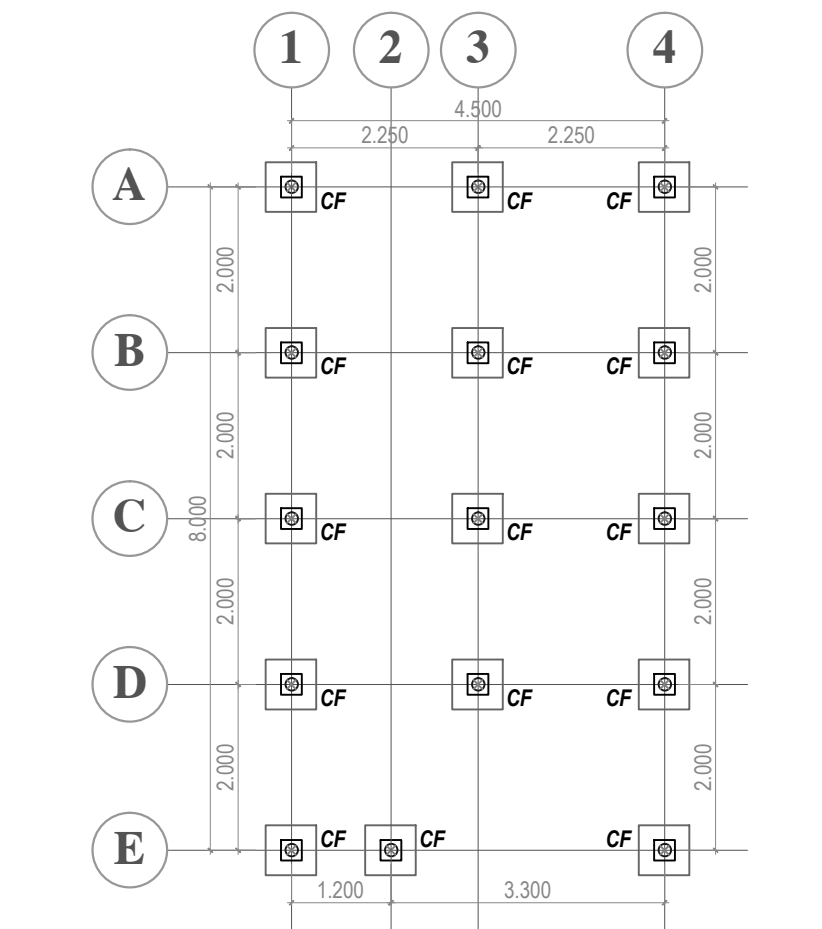 1 2 3 4
4.500
2.250 2.250
A CF CF CF
2.000 2.000
B CF CF CF
2.000 2.000
8.000
C CF CF CF
2.000 2.000
D CF CF CF
2.000 2.000
E CF CF CF
1.200 3.300